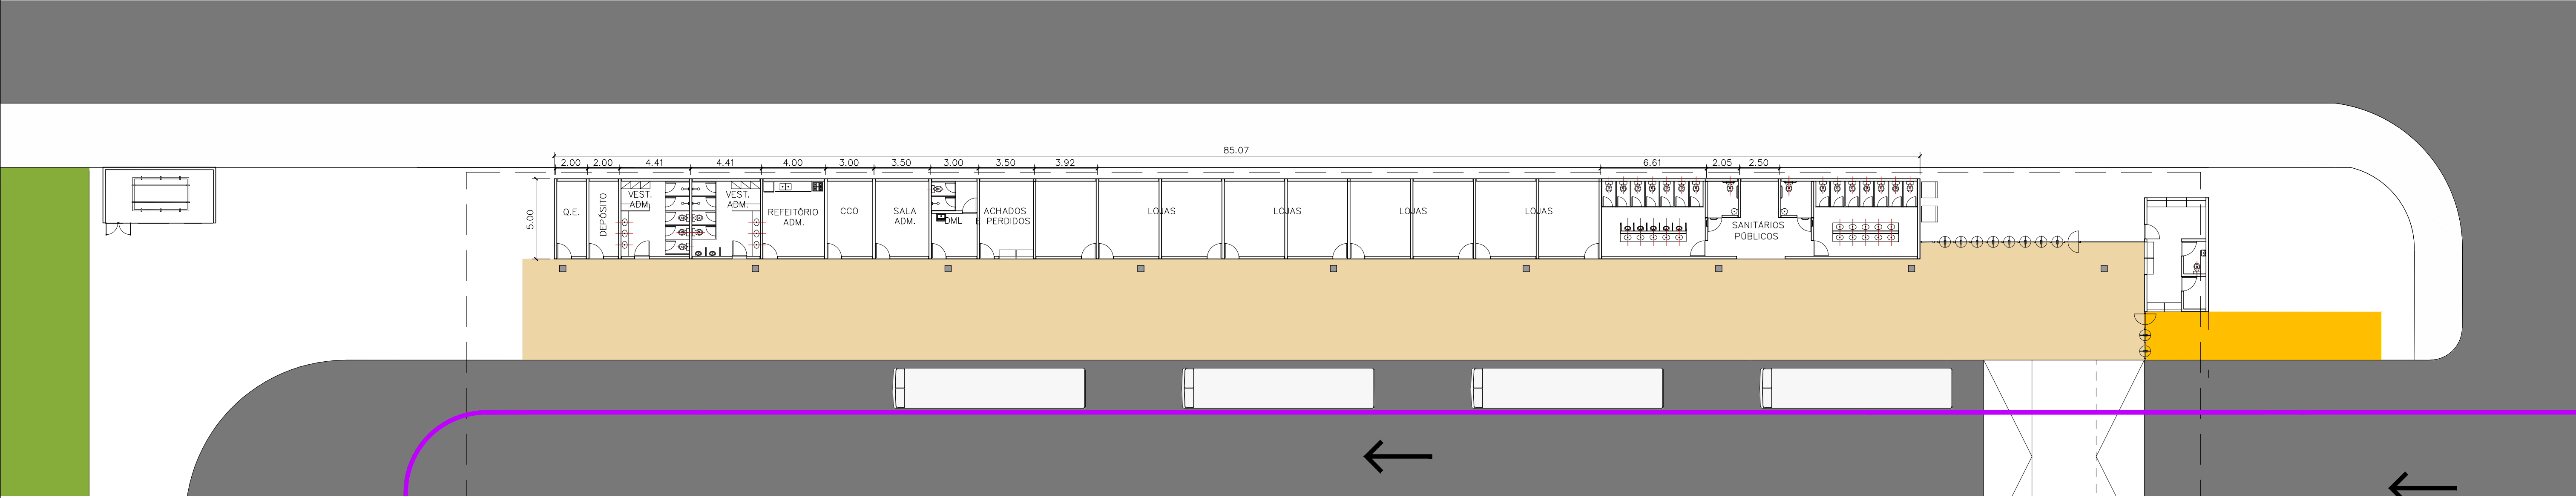 85.07
2.00 2.00 4.41 4.41 4.00 3.00 3.50 3.00 3.50 3.92 6.61 2.05 2.50
5.00
Q.E.
DEPÓSITO
VEST.
ADM.
VEST.
ADM.
REFEITÓRIO
ADM.
CCO
SALA
ADM.
DML
ACHADOS
E PERDIDOS
LOJAS
LOJAS
LOJAS
LOJAS
SANITÁRIOS
PÚBLICOS